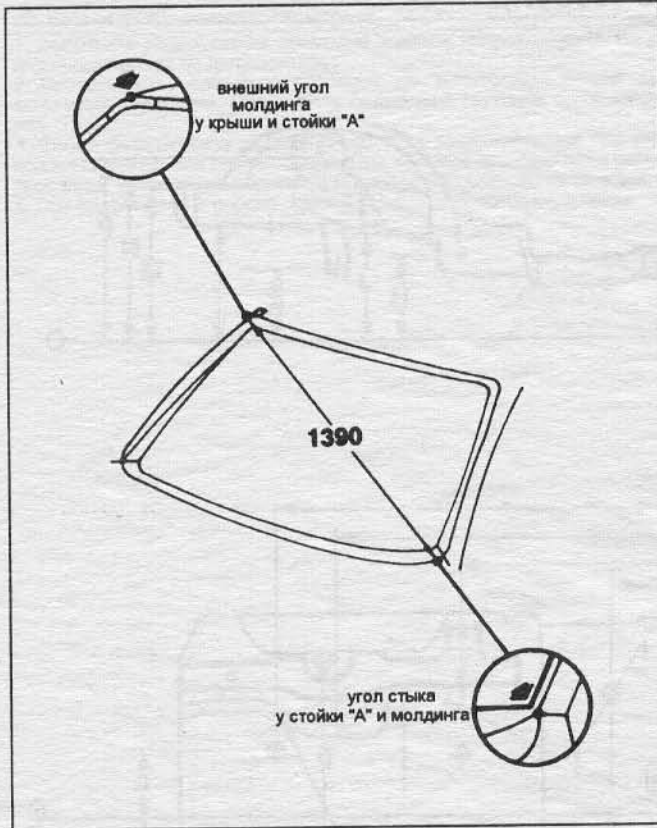 внешний угол
молдинга
у крыши и стойки "А"
1390
угол стыка
у стойки "А" и молдинга